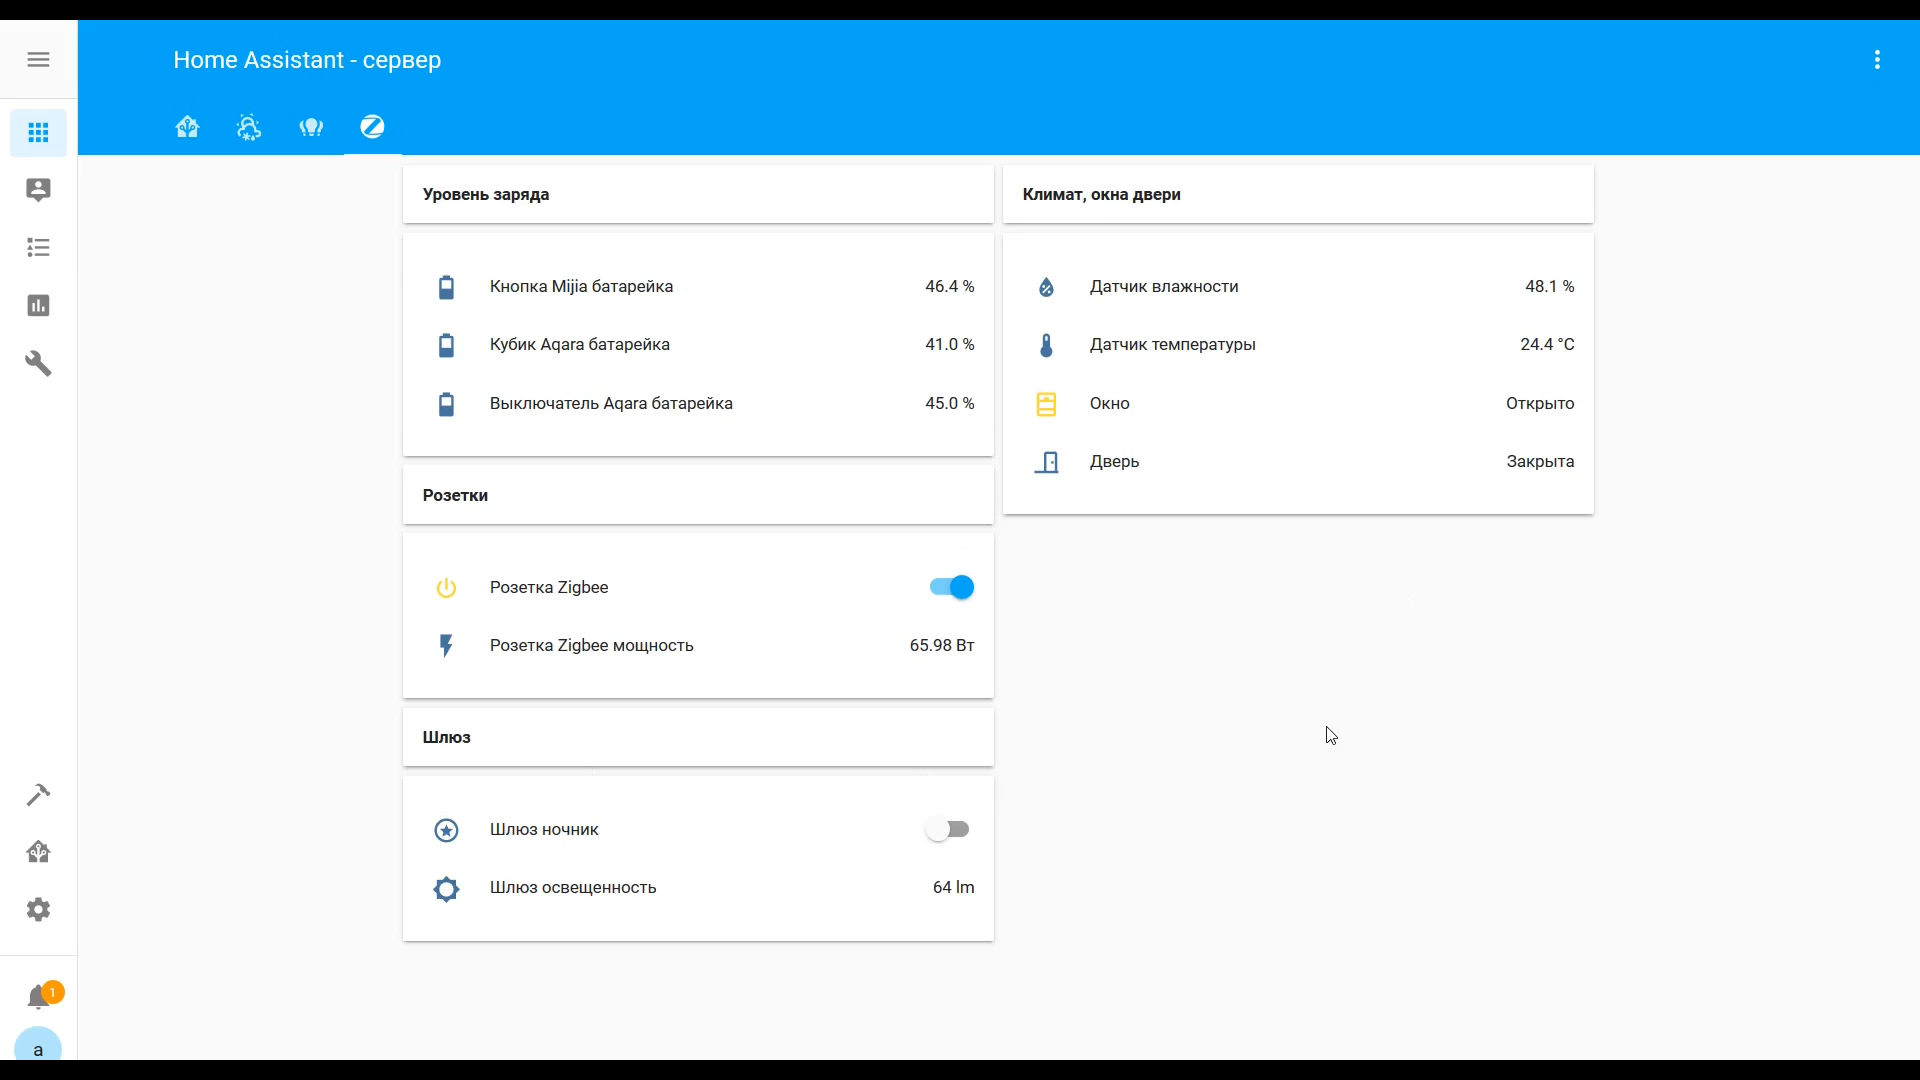 Home Assistant - сервер
Уровень заряда
Кнопка Mijia батарейка 46.4 %
Кубик Aqara батарейка 41.0 %
Выключатель Aqara батарейка 45.0 %
Розетки
Розетка Zigbee
Розетка Zigbee мощность 65.98 Вт
Шлюз
Шлюз ночник
Шлюз освещенность 64 lm
Климат, окна двери
Датчик влажности 48.1 %
Датчик температуры 24.4 °C
Окно Открыто
Дверь Закрыта
1
a